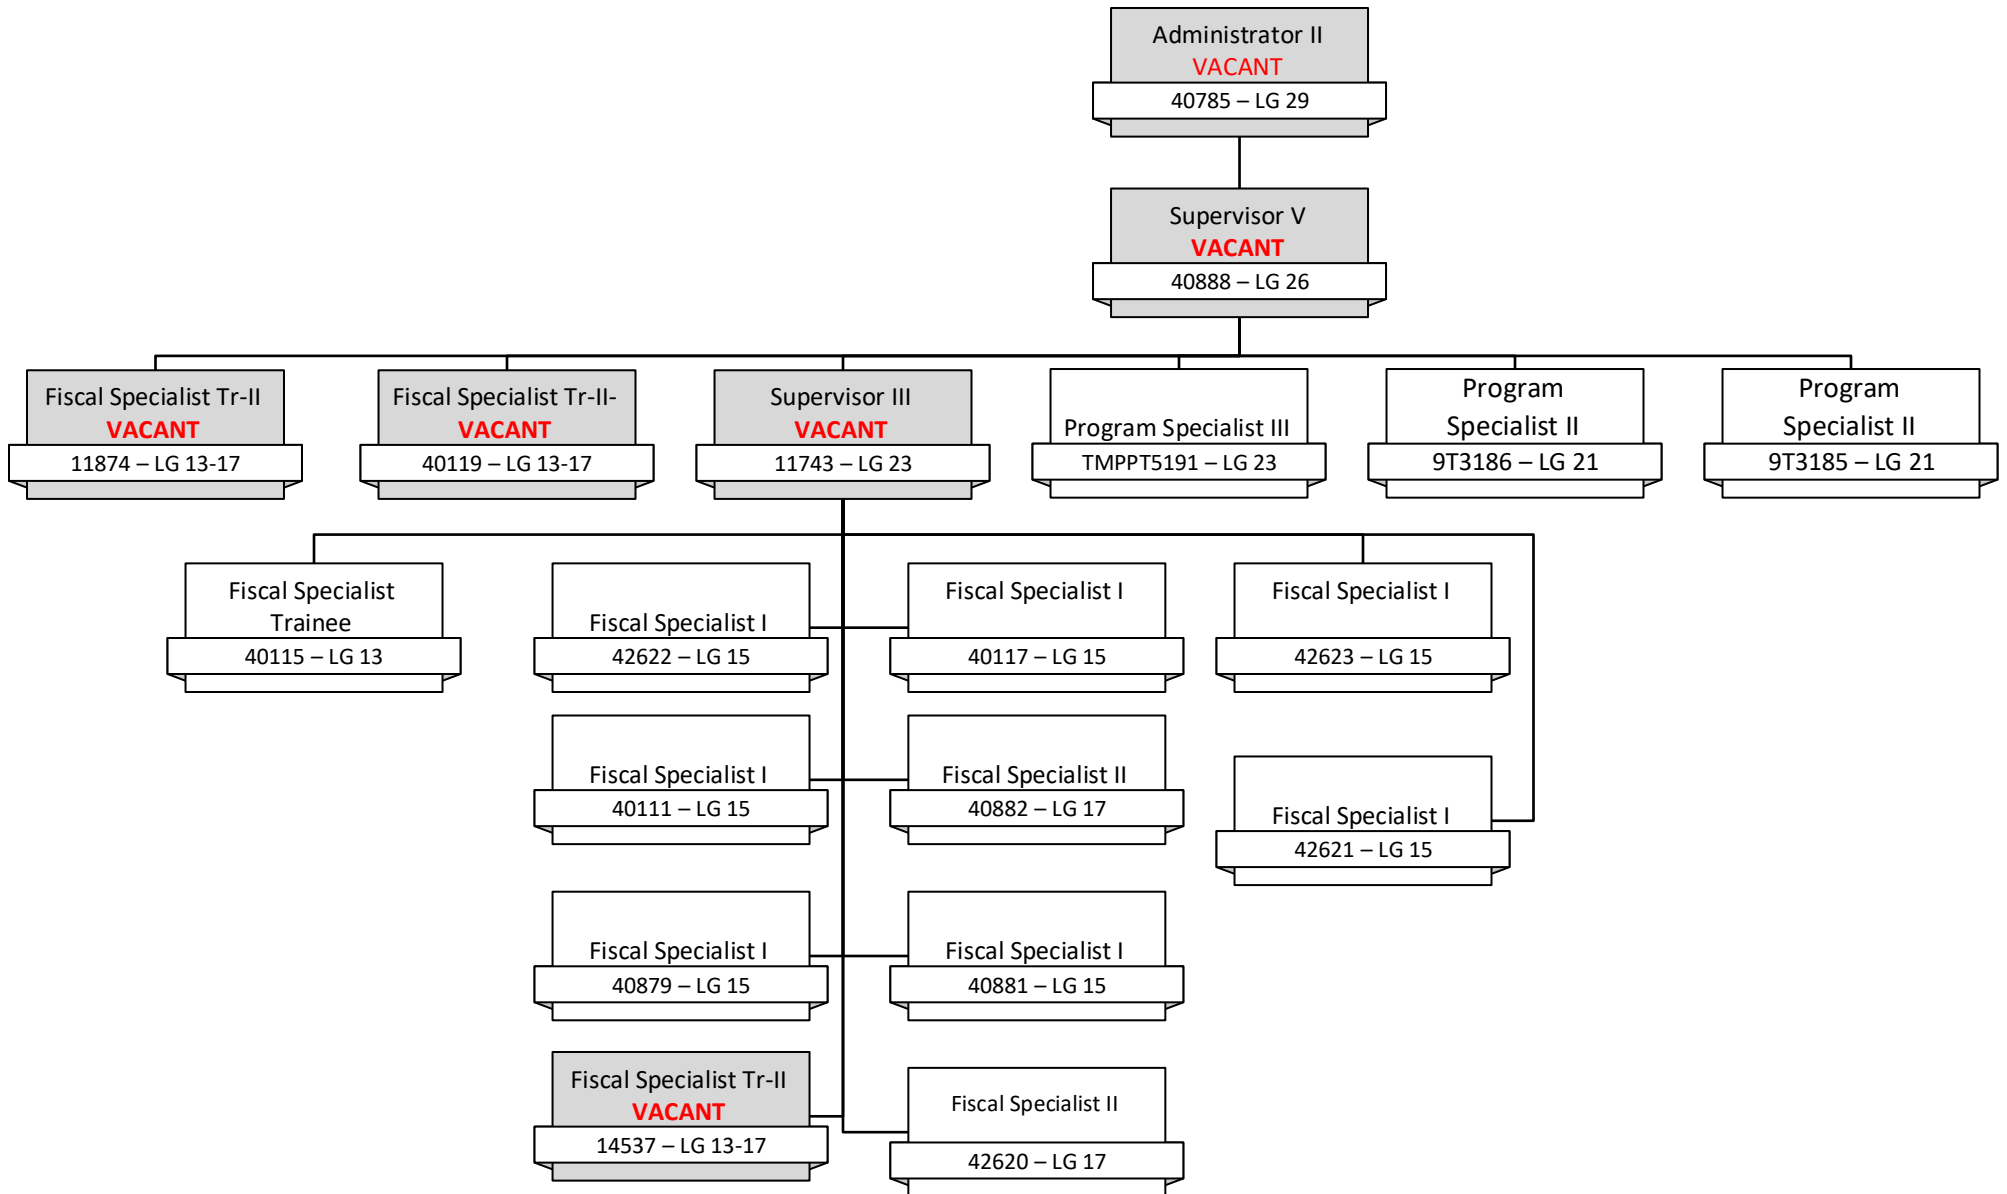 Administrator II
VACANT
40785 – LG 29
Supervisor V
VACANT
40888 – LG 26
Fiscal Specialist Tr-II
VACANT
11874 – LG 13-17
Fiscal Specialist Tr-II-
VACANT
40119 – LG 13-17
Supervisor III
VACANT
11743 – LG 23
Program Specialist III
TMPPT5191 – LG 23
Program
Specialist II
9T3186 – LG 21
Program
Specialist II
9T3185 – LG 21
Fiscal Specialist
Trainee
40115 – LG 13
Fiscal Specialist I
42622 – LG 15
Fiscal Specialist I
40117 – LG 15
Fiscal Specialist I
42623 – LG 15
Fiscal Specialist I
40111 – LG 15
Fiscal Specialist II
40882 – LG 17
Fiscal Specialist I
42621 – LG 15
Fiscal Specialist I
40879 – LG 15
Fiscal Specialist I
40881 – LG 15
Fiscal Specialist Tr-II
VACANT
14537 – LG 13-17
Fiscal Specialist II
42620 – LG 17